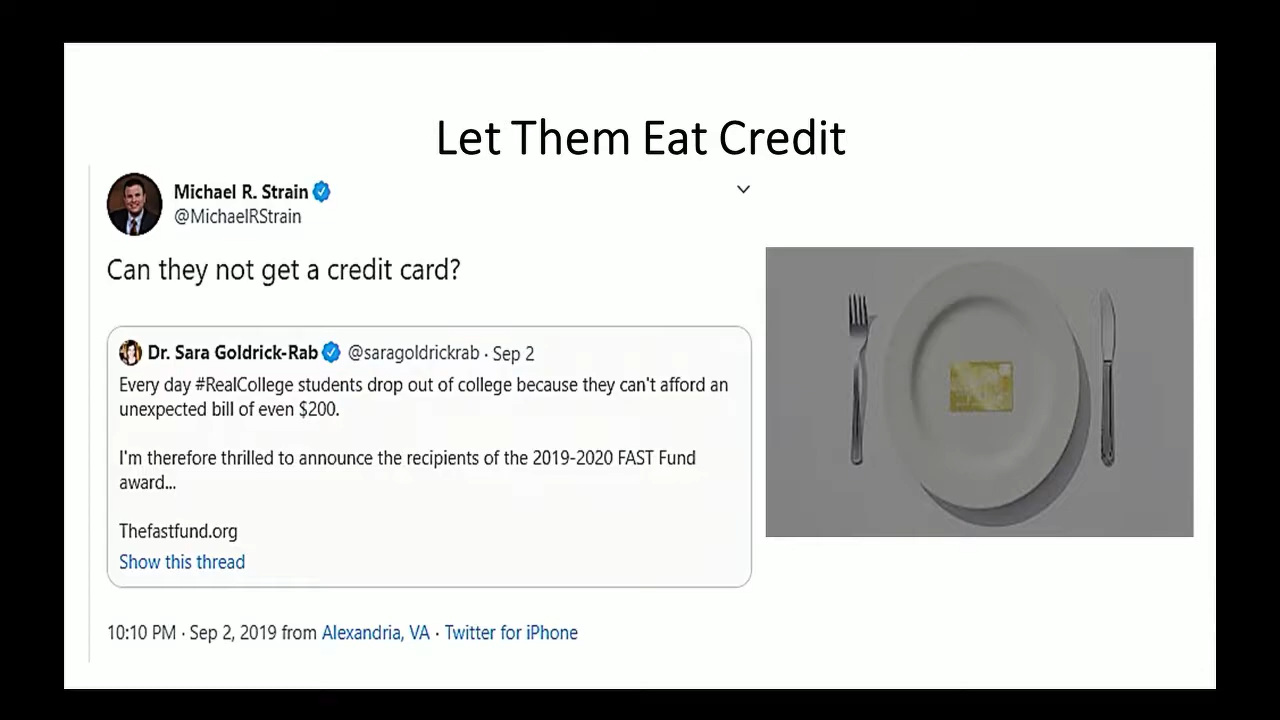 Let Them Eat Credit
Michael R. Strain
@MichaelRStrain
Can they not get a credit card?
Dr. Sara Goldrick-Rab @saragoldrickrab · Sep 2
Every day #RealCollege students drop out of college because they can't afford an
unexpected bill of even $200.
I'm therefore thrilled to announce the recipients of the 2019-2020 FAST Fund
award...
Thefastfund.org
Show this thread
10:10 PM · Sep 2, 2019 from Alexandria, VA · Twitter for iPhone